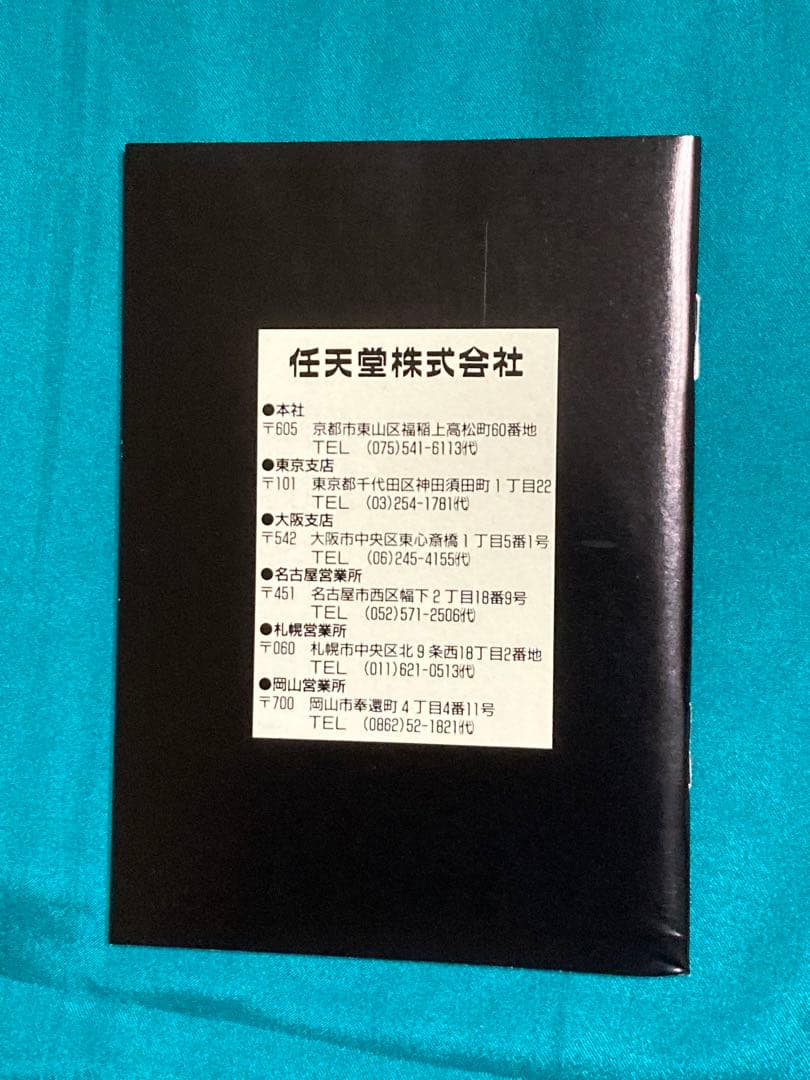 任天堂株式会社
●本社
〒605 京都市東山区福稲上高松町60番地
TEL (075)541-6113代
●東京支店
〒101 東京都千代田区神田須田町1丁目22
TEL (03)254-1781代
●大阪支店
〒542 大阪市中央区東心斎橋1丁目5番1号
TEL (06)245-4155代
●名古屋営業所
〒451 名古屋市西区幅下2丁目18番9号
TEL (052)571-2506代
●札幌営業所
〒060 札幌市中央区北9条西18丁目2番地
TEL (011)621-0513代
●岡山営業所
〒700 岡山市奉還町4丁目4番11号
TEL (0862)52-1821代